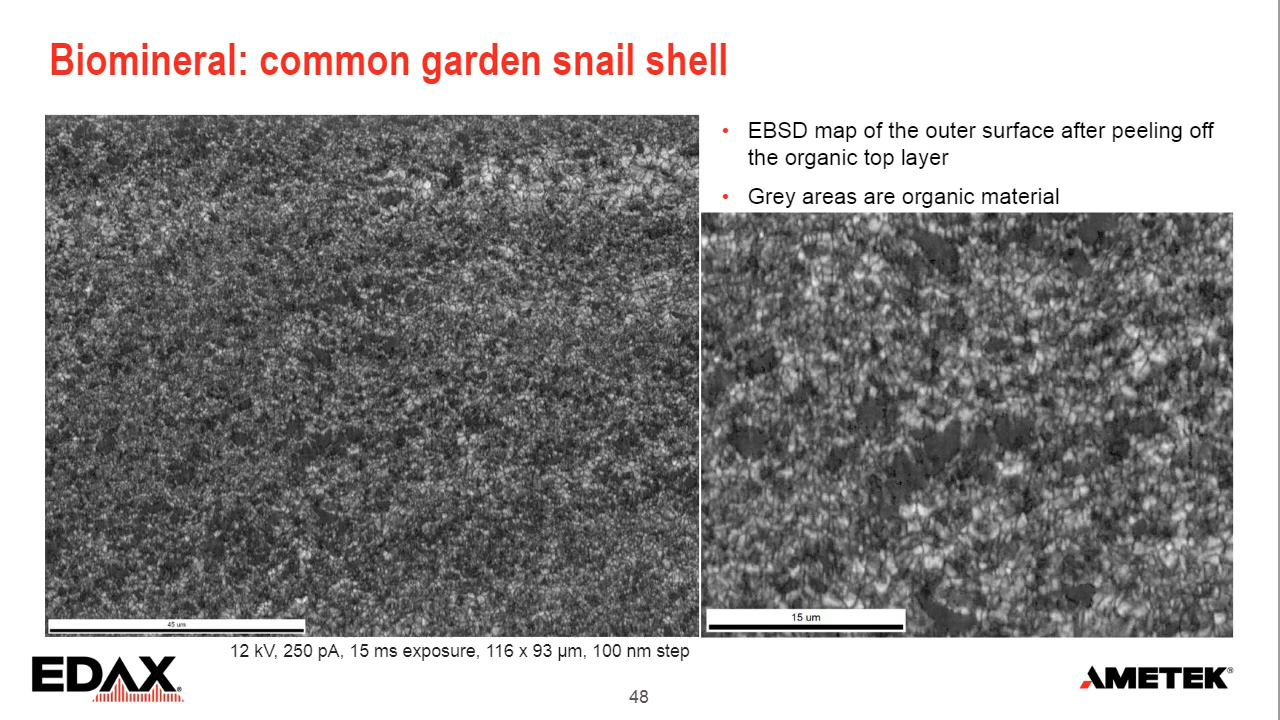 Biomineral: common garden snail shell
• EBSD map of the outer surface after peeling off
the organic top layer
• Grey areas are organic material
45 um
15 um
12 kV, 250 pA, 15 ms exposure, 116 x 93 µm, 100 nm step
EDAX®
48
AMETEK®